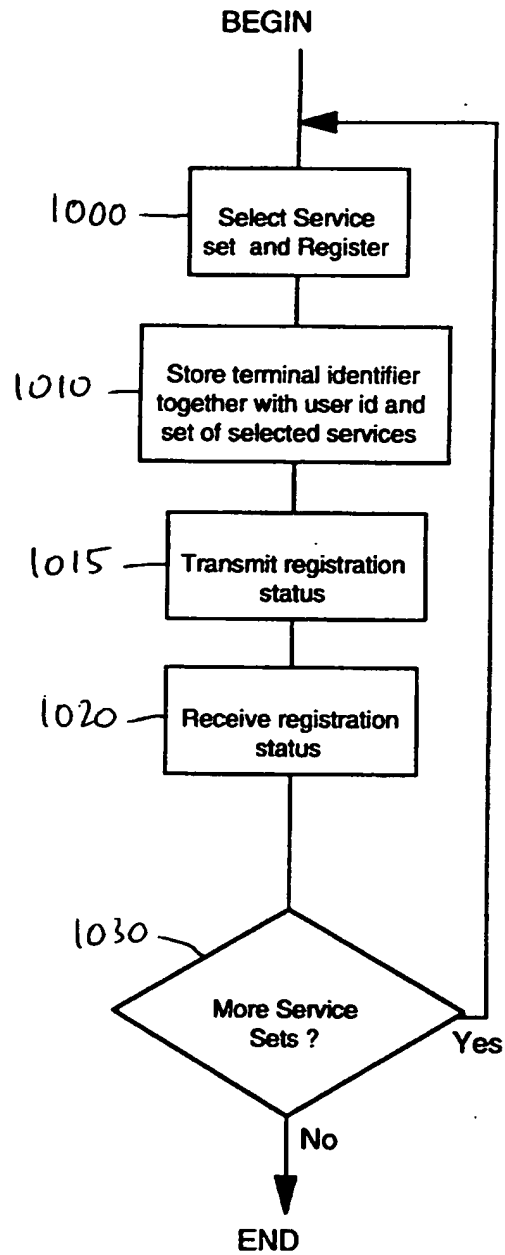 BEGIN
1000
Select Service
set and Register
1010
Store terminal identifier
together with user id and
set of selected services
1015
Transmit registration
status
1020
Receive registration
status
1030
More Service
Sets ?
Yes
No
END